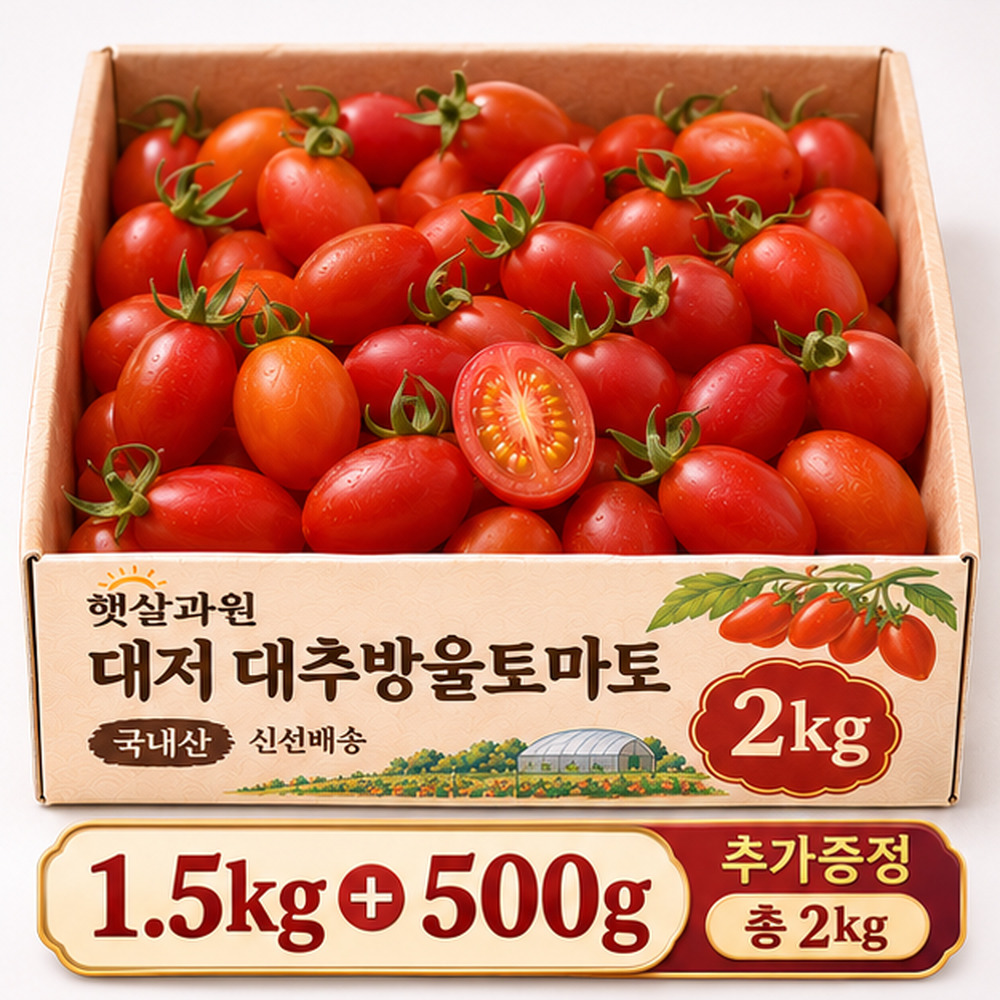 햇살과원
대저 대추방울토마토
국내산 신선배송
2kg
1.5kg + 500g
추가증정
총 2kg